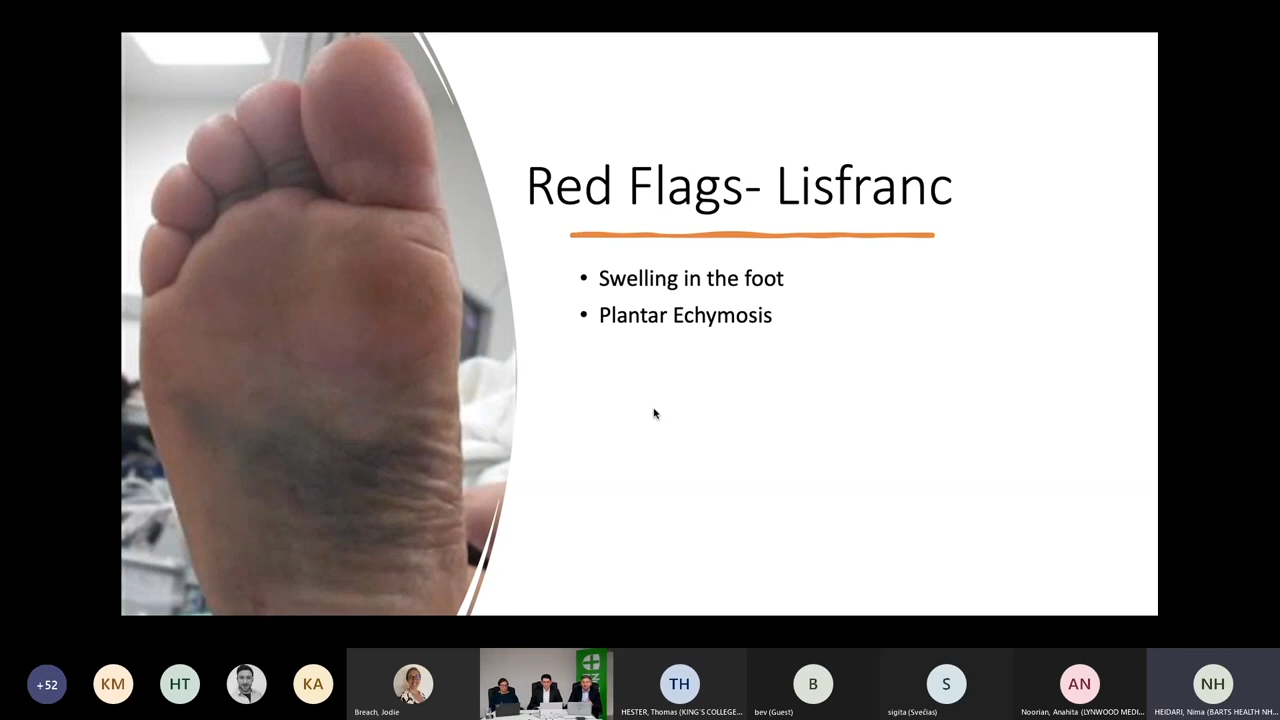 Red Flags- Lisfranc
• Swelling in the foot
• Plantar Echymosis
+52
KM
HT
KA
Breach, Jodie
TH
HESTER, Thomas (KING'S COLLEGE...
B
bev (Guest)
S
sigita (Svečias)
AN
Noorian, Anahita (LYNWOOD MEDI...
NH
HEIDARI, Nima (BARTS HEALTH NH...